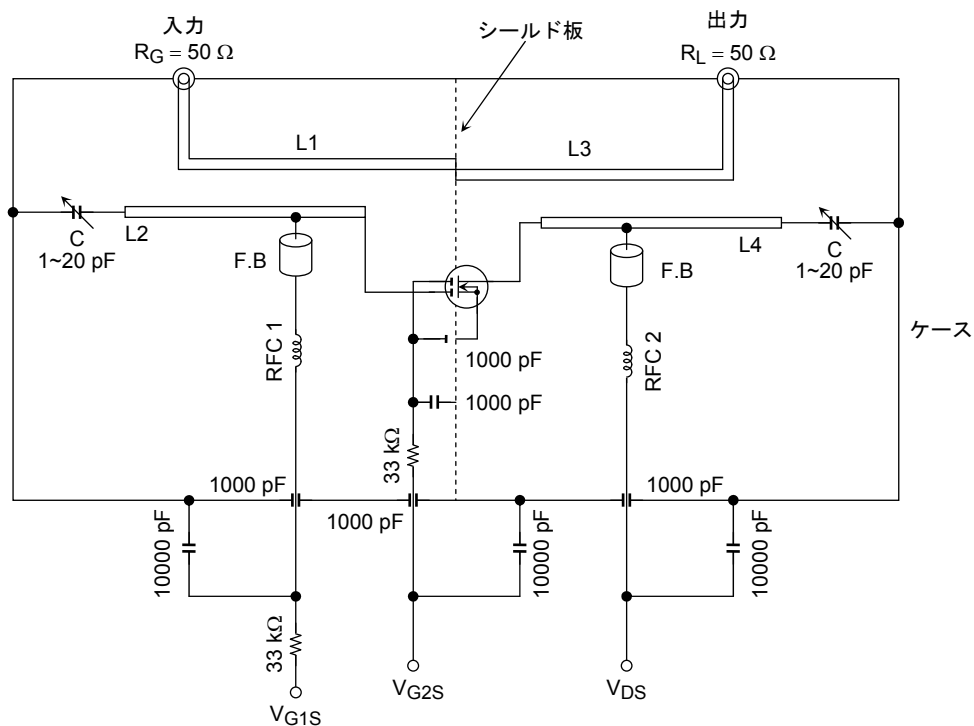 入力
R_G = 50 Ω
シールド板
出力
R_L = 50 Ω
L1
L3
C
1~20 pF
L2
F.B
L4
C
1~20 pF
F.B
ケース
RFC 1
1000 pF
RFC 2
1000 pF
33 kΩ
1000 pF
1000 pF
1000 pF
10000 pF
10000 pF
10000 pF
33 kΩ
V_G1S
V_G2S
V_DS